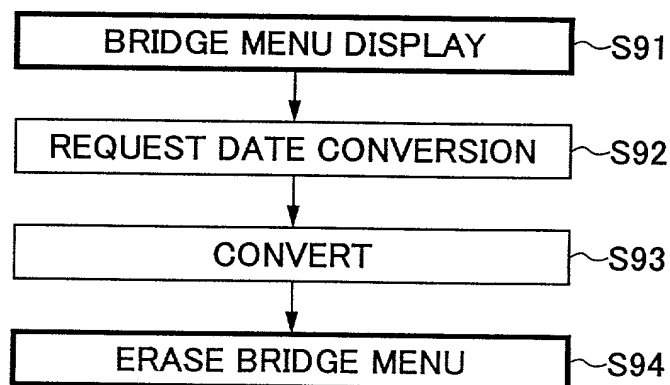 BRIDGE MENU DISPLAY S91
REQUEST DATE CONVERSION S92
CONVERT S93
ERASE BRIDGE MENU S94